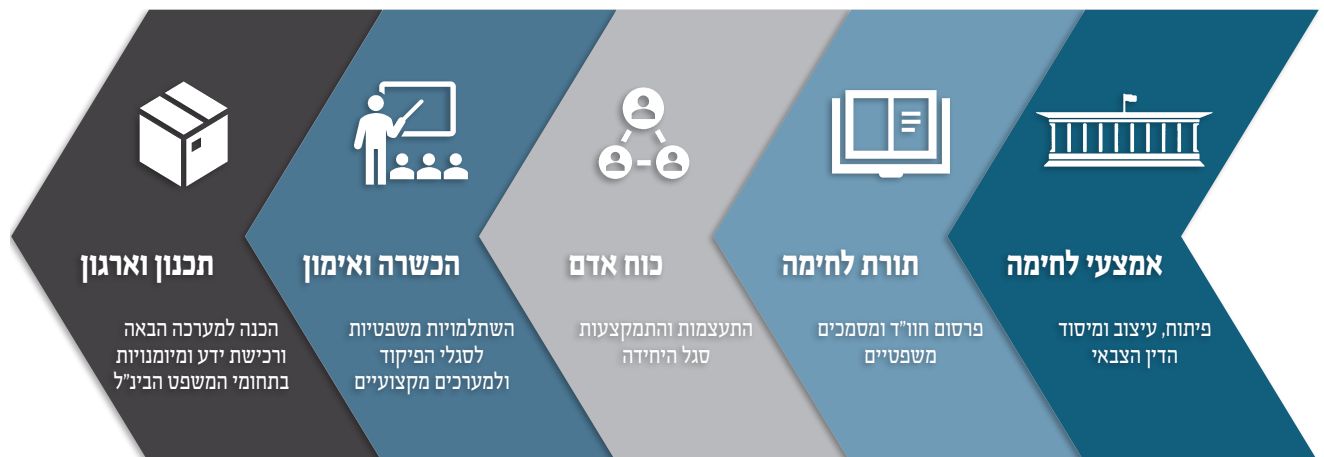 אמצעי לחימה
פיתוח, עיצוב ומיסוד
הדין הצבאי
תורת לחימה
פרסום חוו"ד ומסמכים
משפטיים
כוח אדם
התעצמות והתמקצעות
סגל היחידה
הכשרה ואימון
השתלמויות משפטיות
לסגלי הפיקוד
ולמערכים מקצועיים
תכנון וארגון
הכנה למערכה הבאה
ורכישת ידע ומיומנויות
בתחומי המשפט הבינ"ל